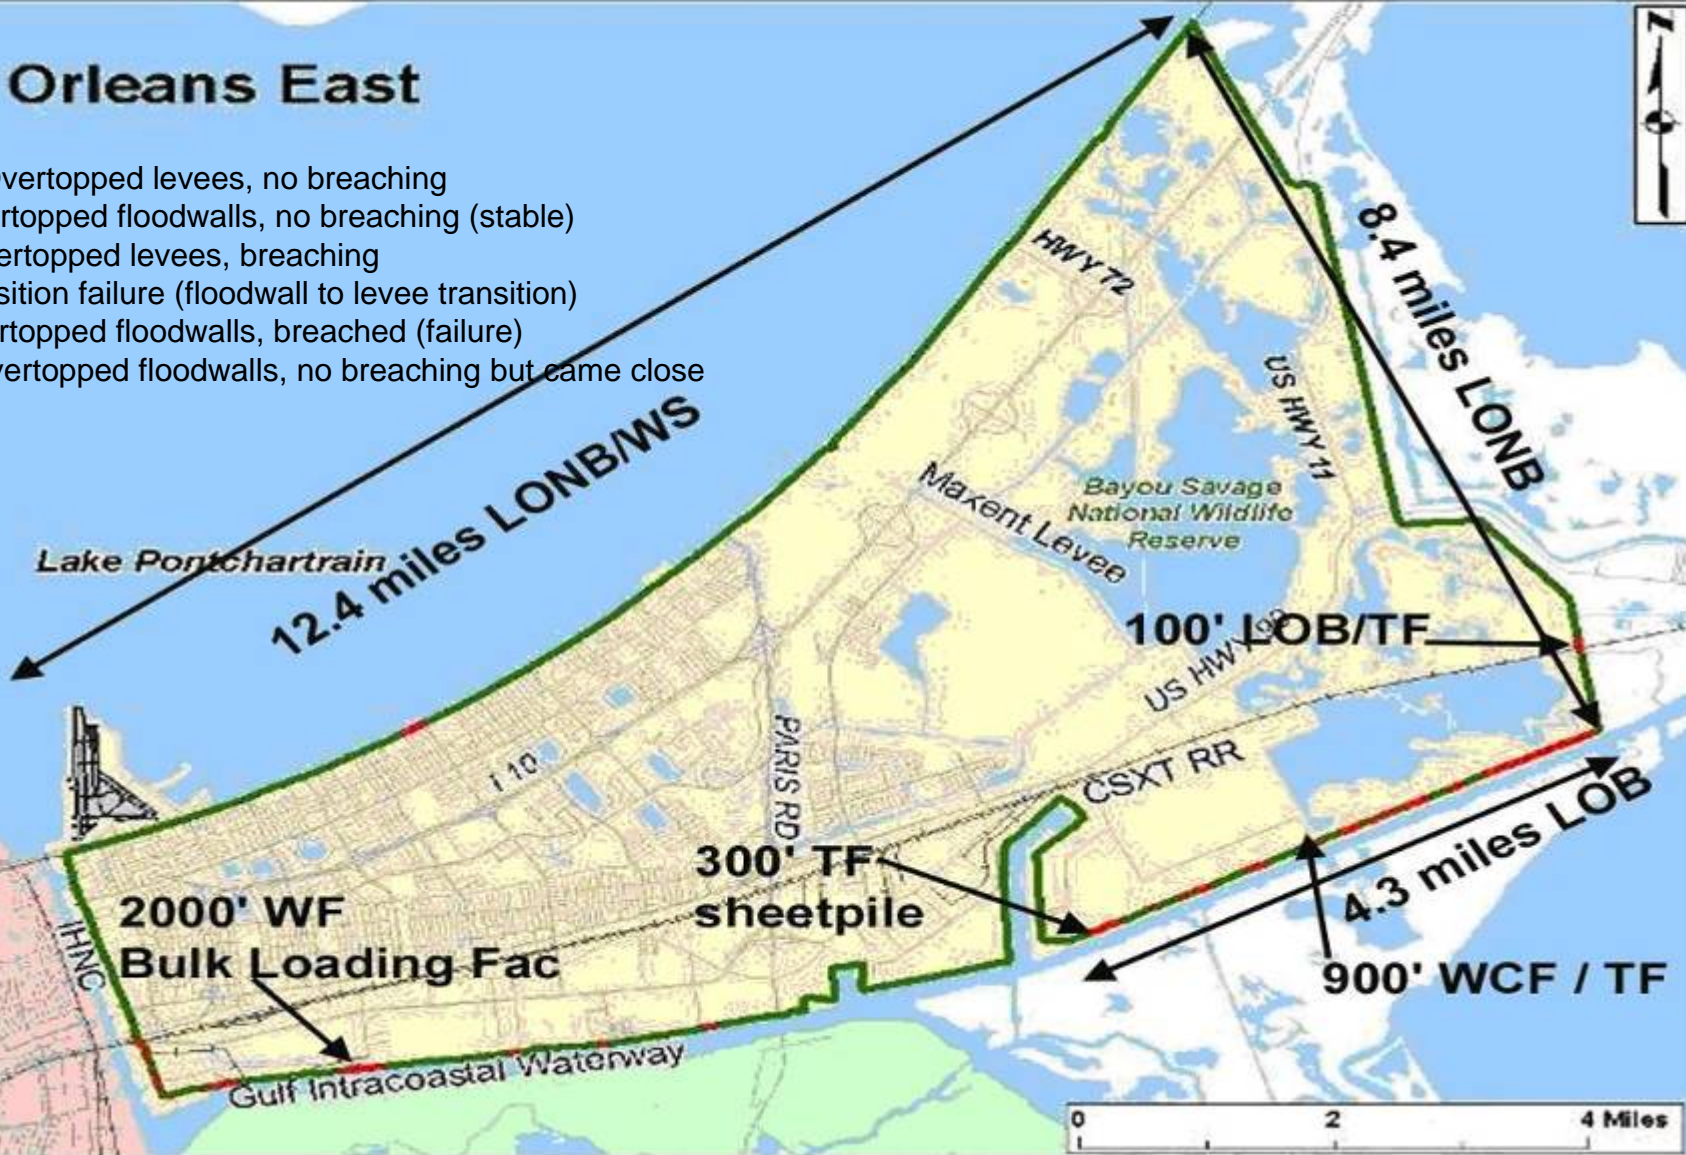 Orleans East
vertopped levees, no breaching
rtopped floodwalls, no breaching (stable)
ertopped levees, breaching
sition failure (floodwall to levee transition)
rtopped floodwalls, breached (failure)
vertopped floodwalls, no breaching but came close
N
HWY 72
8.4 miles LONB
US HWY 11
12.4 miles LONB/WS
Lake Pontchartrain
Maxent Levee
Bayou Savage
National Wildlife
Reserve
100' LOB/TF
US HWY 90
I 10
PARIS RD
CSXT RR
4.3 miles LOB
300' TF
sheetpile
2000' WF
Bulk Loading Fac
IHNC
900' WCF / TF
Gulf Intracoastal Waterway
0 2 4 Miles